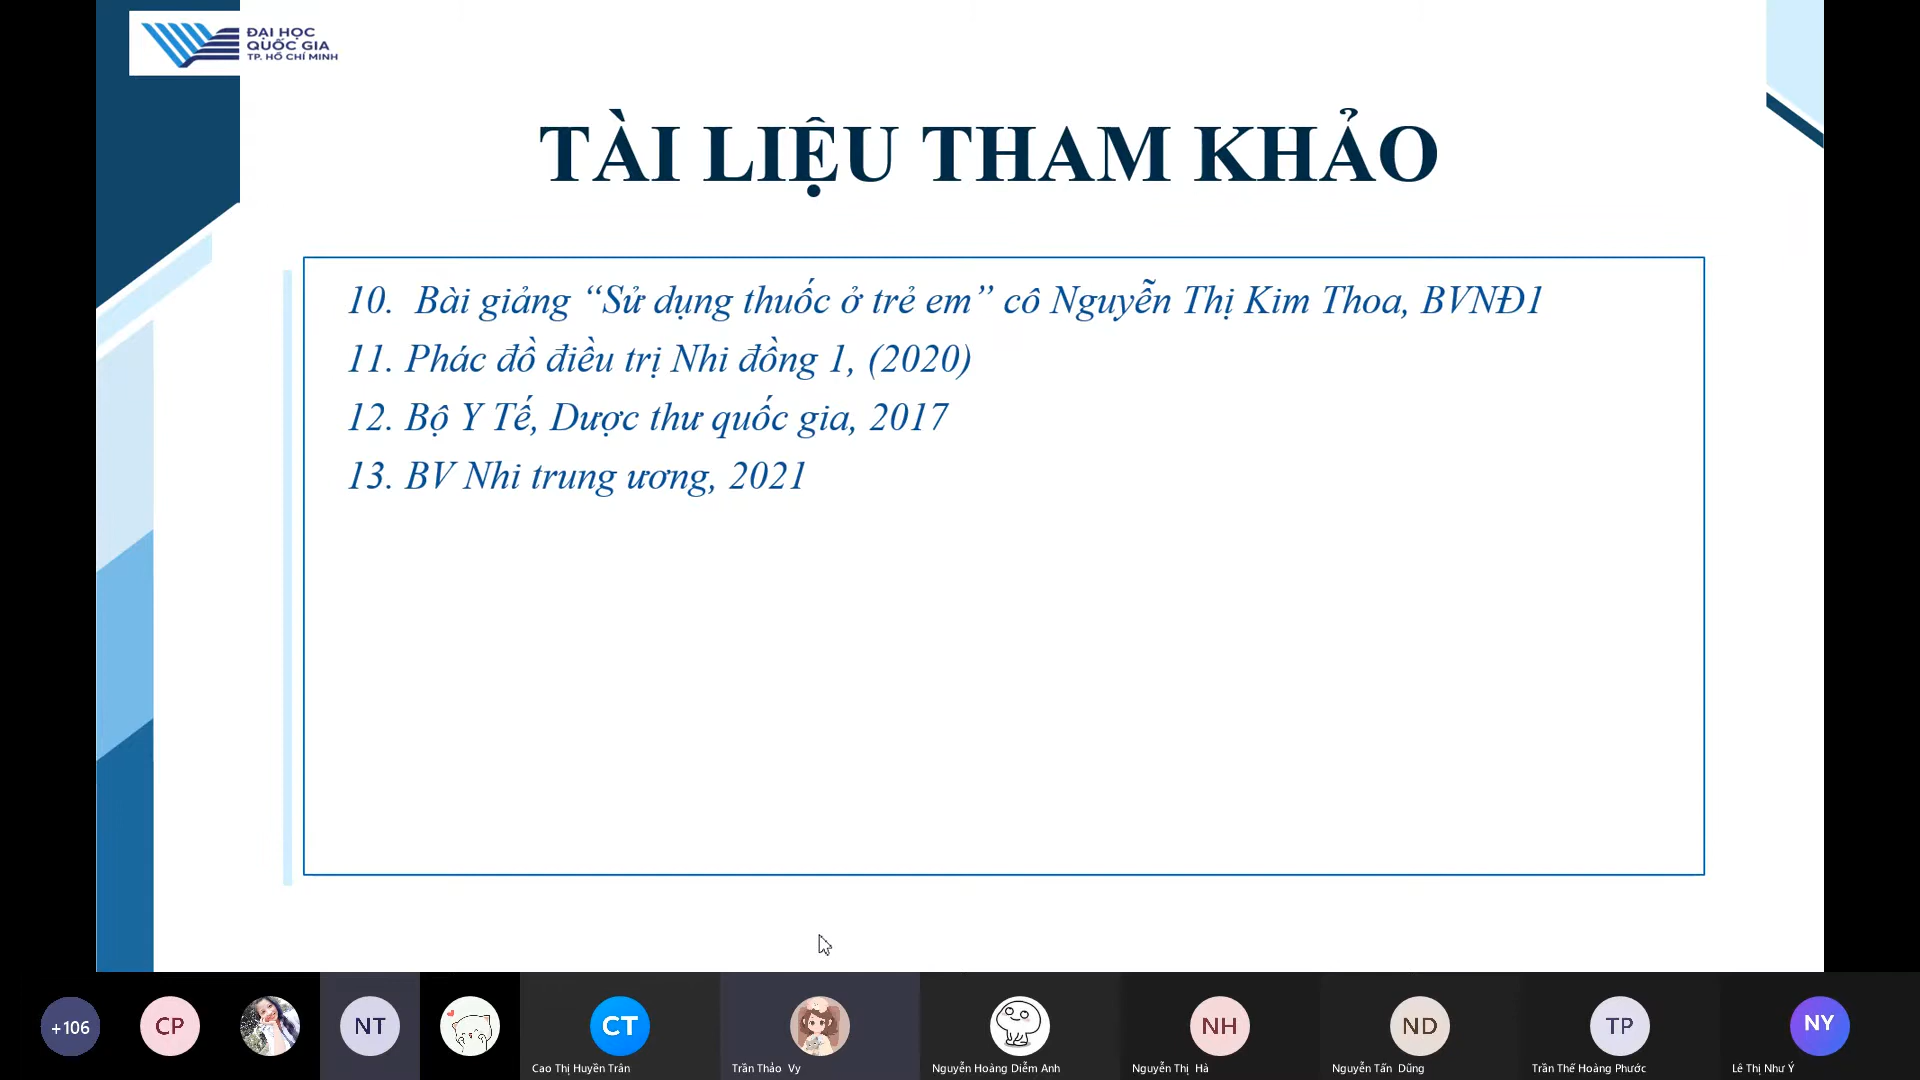 ĐẠI HỌC
QUỐC GIA
TP. HỒ CHÍ MINH
TÀI LIỆU THAM KHẢO
10. Bài giảng “Sử dụng thuốc ở trẻ em” cô Nguyễn Thị Kim Thoa, BVNĐ1
11. Phác đồ điều trị Nhi đồng 1, (2020)
12. Bộ Y Tế, Dược thư quốc gia, 2017
13. BV Nhi trung ương, 2021
+106
CP
NT
CT
NH
ND
TP
NY
Cao Thị Huyền Trân
Trần Thảo Vy
Nguyễn Hoàng Diễm Anh
Nguyễn Thị Hà
Nguyễn Tấn Dũng
Trần Thế Hoàng Phước
Lê Thị Như Ý